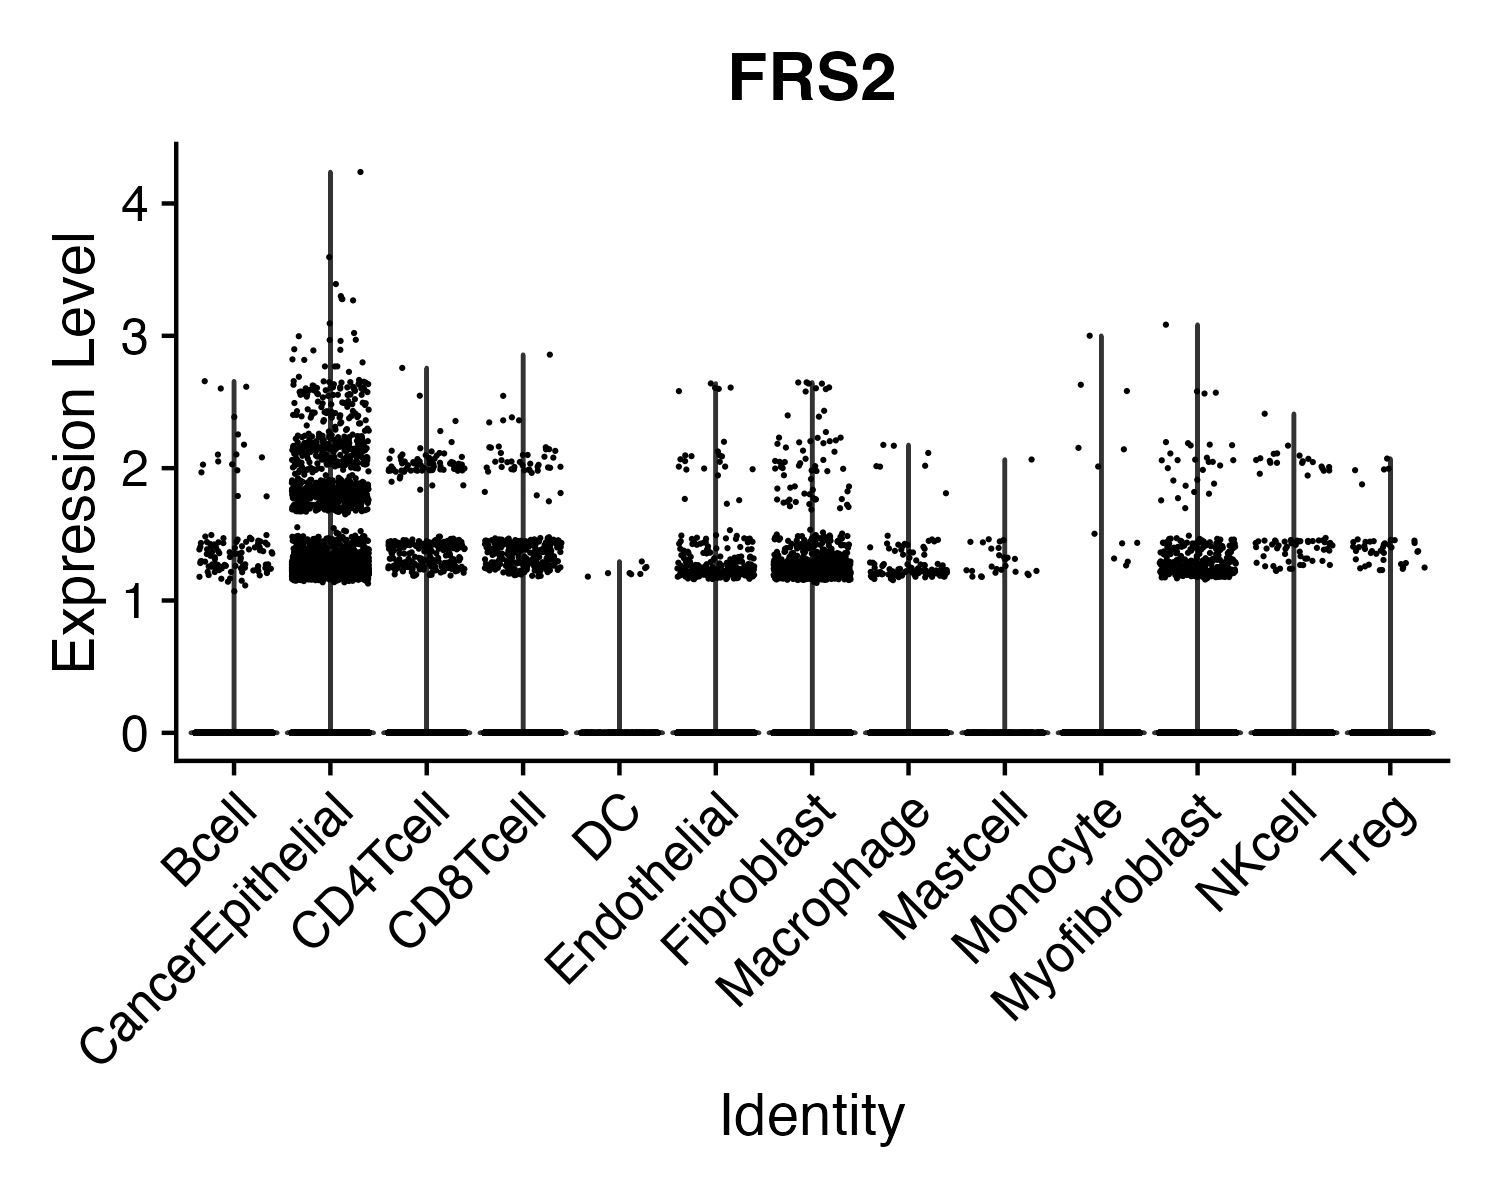 FRS2
Expression Level
4
3
2
1
0
Bcell
CancerEpithelial
CD4Tcell
CD8Tcell
DC
Endothelial
Fibroblast
Macrophage
Mastcell
Monocyte
Myofibroblast
NKcell
Treg
Identity